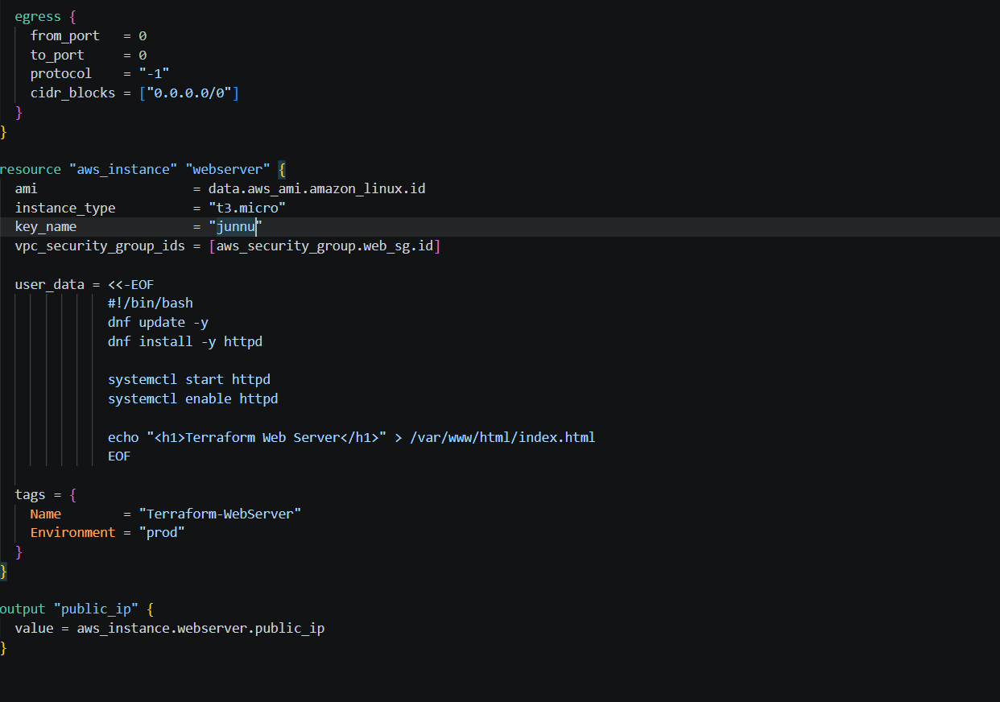 egress {
from_port = 0
to_port = 0
protocol = "-1"
cidr_blocks = ["0.0.0.0/0"]
}
}
resource "aws_instance" "webserver" {
ami = data.aws_ami.amazon_linux.id
instance_type = "t3.micro"
key_name = "junnu"
vpc_security_group_ids = [aws_security_group.web_sg.id]
user_data = <<-EOF
#!/bin/bash
dnf update -y
dnf install -y httpd
systemctl start httpd
systemctl enable httpd
echo "<h1>Terraform Web Server</h1>" > /var/www/html/index.html
EOF
tags = {
Name = "Terraform-WebServer"
Environment = "prod"
}
}
output "public_ip" {
value = aws_instance.webserver.public_ip
}